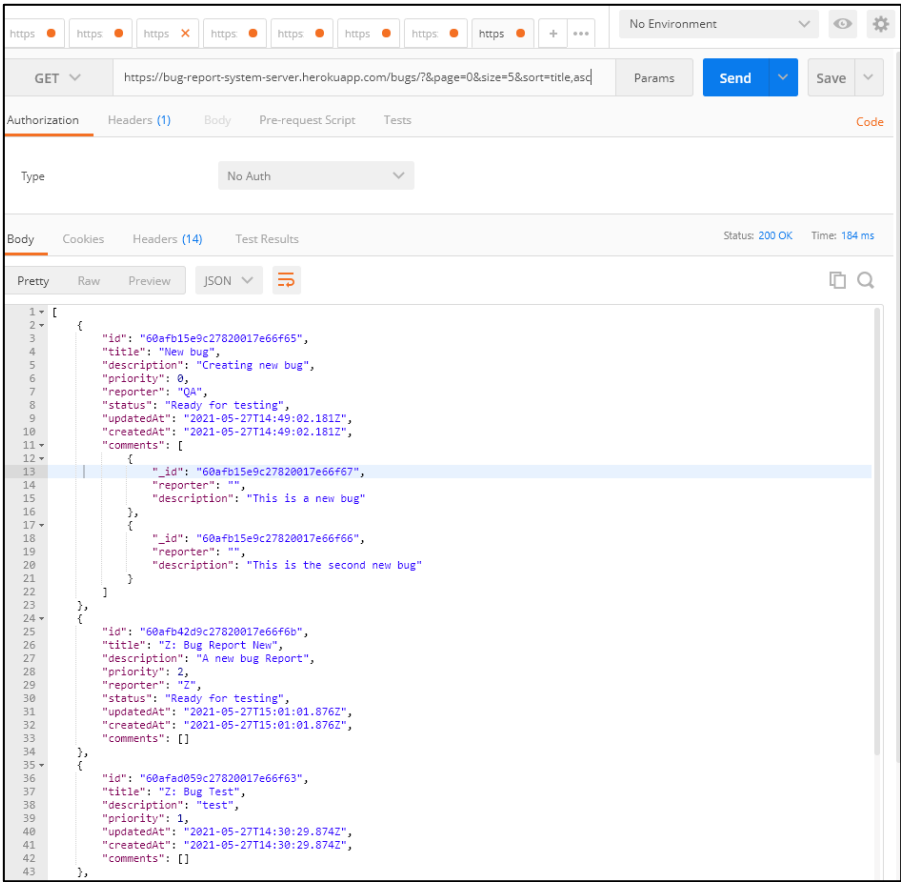 https https https × https https https https https + ••• No Environment
GET https://bug-report-system-server.herokuapp.com/bugs/?&page=0&size=5&sort=title,asc Params Send Save
Authorization Headers (1) Body Pre-request Script Tests Code
Type No Auth
Body Cookies Headers (14) Test Results Status: 200 OK Time: 184 ms
Pretty Raw Preview JSON
1 [
2 {
3 "id": "60afb15e9c27820017e66f65",
4 "title": "New bug",
5 "description": "Creating new bug",
6 "priority": 0,
7 "reporter": "QA",
8 "status": "Ready for testing",
9 "updatedAt": "2021-05-27T14:49:02.181Z",
10 "createdAt": "2021-05-27T14:49:02.181Z",
11 "comments": [
12 {
13 "_id": "60afb15e9c27820017e66f67",
14 "reporter": "",
15 "description": "This is a new bug"
16 },
17 {
18 "_id": "60afb15e9c27820017e66f66",
19 "reporter": "",
20 "description": "This is the second new bug"
21 }
22 ]
23 },
24 {
25 "id": "60afb42d9c27820017e66f6b",
26 "title": "Z: Bug Report New",
27 "description": "A new bug Report",
28 "priority": 2,
29 "reporter": "Z",
30 "status": "Ready for testing",
31 "updatedAt": "2021-05-27T15:01:01.876Z",
32 "createdAt": "2021-05-27T15:01:01.876Z",
33 "comments": []
34 },
35 {
36 "id": "60afad059c27820017e66f63",
37 "title": "Z: Bug Test",
38 "description": "test",
39 "priority": 1,
40 "updatedAt": "2021-05-27T14:30:29.874Z",
41 "createdAt": "2021-05-27T14:30:29.874Z",
42 "comments": []
43 },